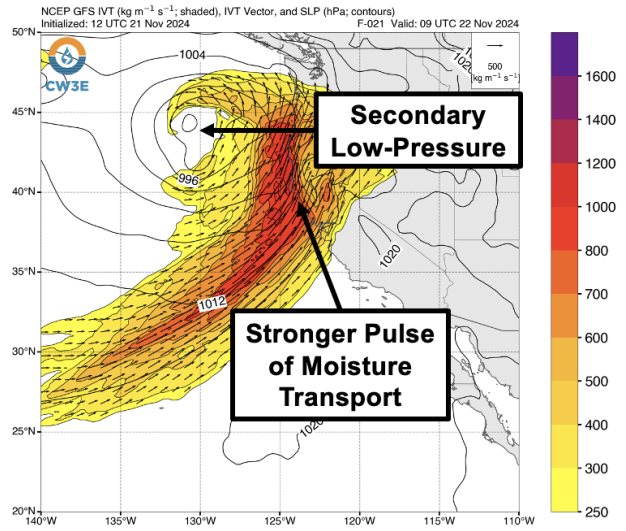 NCEP GFS IVT (kg m⁻¹ s⁻¹; shaded), IVT Vector, and SLP (hPa; contours)
Initialized: 12 UTC 21 Nov 2024 F-021 Valid: 09 UTC 22 Nov 2024
50°N
45°N
40°N
35°N
30°N
25°N
20°N
CW3E
1004
996
1012
1020
1020
500
kg m⁻¹ s⁻¹
Secondary
Low-Pressure
Stronger Pulse
of Moisture
Transport
140°W 135°W 130°W 125°W 120°W 115°W 110°W
1600
1400
1200
1000
800
700
600
500
400
300
250